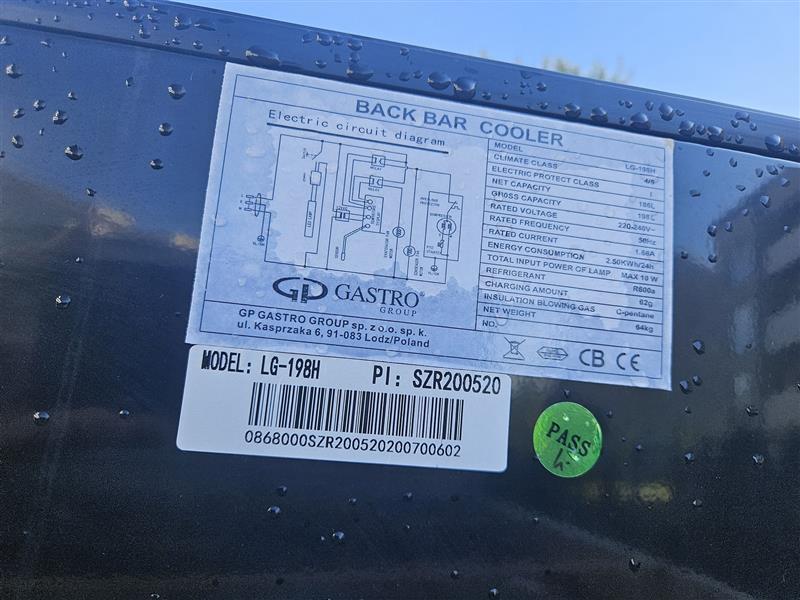 BACK BAR COOLER
Electric circuit diagram
MODEL LG-198H
CLIMATE CLASS 4/5
ELECTRIC PROTECT CLASS I
NET CAPACITY 186L
GROSS CAPACITY 198L
RATED VOLTAGE 220-240V~
RATED FREQUENCY 50Hz
RATED CURRENT 1.66A
ENERGY CONSUMPTION 2.50KWh/24h
TOTAL INPUT POWER OF LAMP MAX 10 W
REFRIGERANT R600a
CHARGING AMOUNT 62g
INSULATION BLOWING GAS C-pentane
NET WEIGHT 64kg
NO.
GP GASTRO
GROUP
GP GASTRO GROUP sp. z o.o. sp. k.
ul. Kasprzaka 6, 91-083 Lodz/Poland
CB CE
MODEL: LG-198H PI: SZR200520
0868000SZR200520200700602
PASS